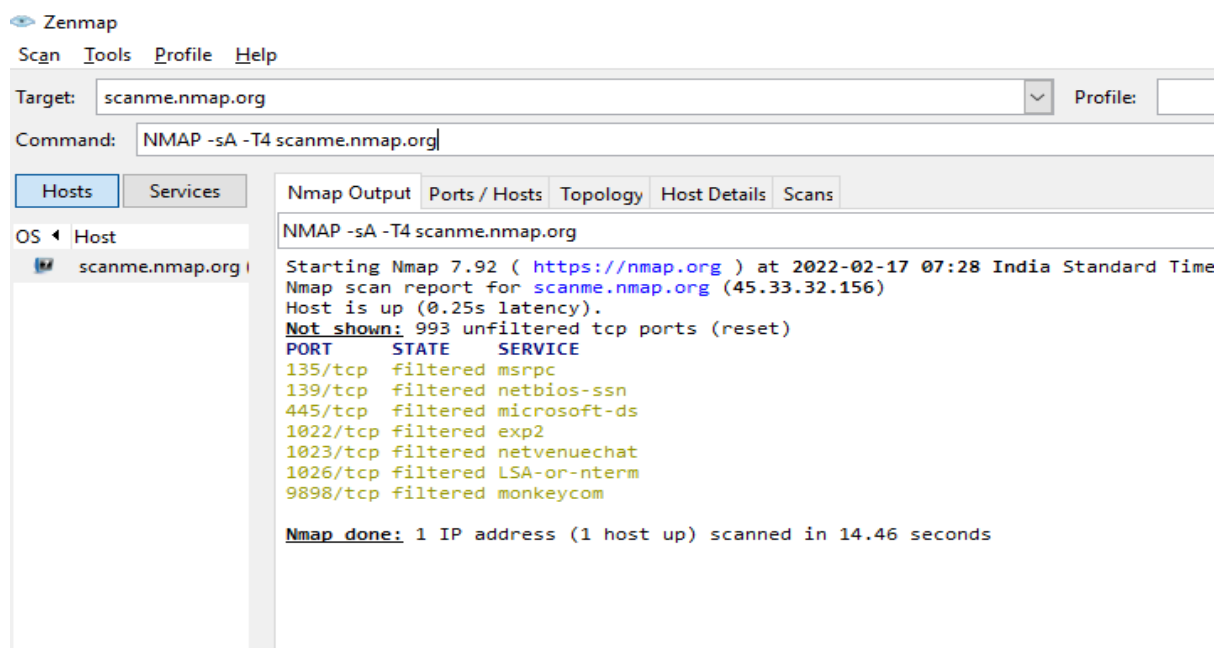 Zenmap
Scan Tools Profile Help
Target: scanme.nmap.org Profile:
Command: NMAP -sA -T4 scanme.nmap.org
Hosts Services Nmap Output Ports / Hosts Topology Host Details Scans
OS Host NMAP -sA -T4 scanme.nmap.org
scanme.nmap.org (
Starting Nmap 7.92 ( https://nmap.org ) at 2022-02-17 07:28 India Standard Time
Nmap scan report for scanme.nmap.org (45.33.32.156)
Host is up (0.25s latency).
Not shown: 993 unfiltered tcp ports (reset)
PORT STATE SERVICE
135/tcp filtered msrpc
139/tcp filtered netbios-ssn
445/tcp filtered microsoft-ds
1022/tcp filtered exp2
1023/tcp filtered netvenuechat
1026/tcp filtered LSA-or-nterm
9898/tcp filtered monkeycom
Nmap done: 1 IP address (1 host up) scanned in 14.46 seconds